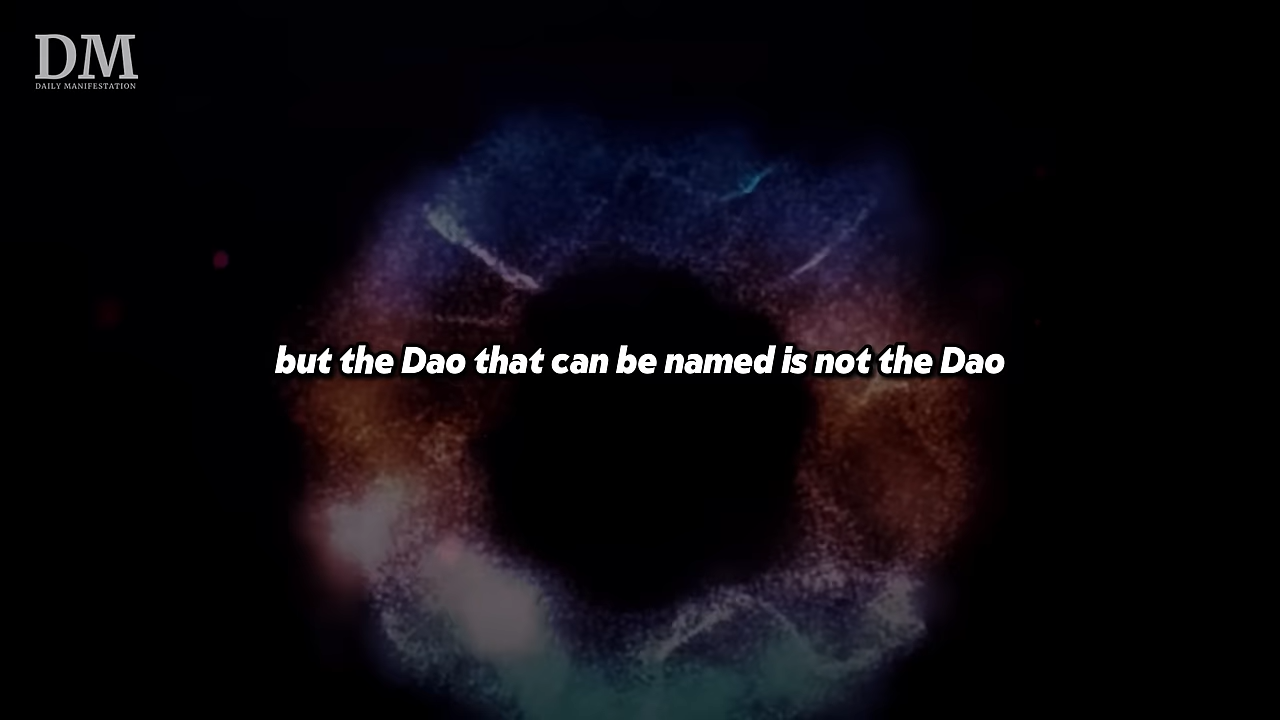 DM
DAILY MANIFESTATION
but the Dao that can be named is not the Dao